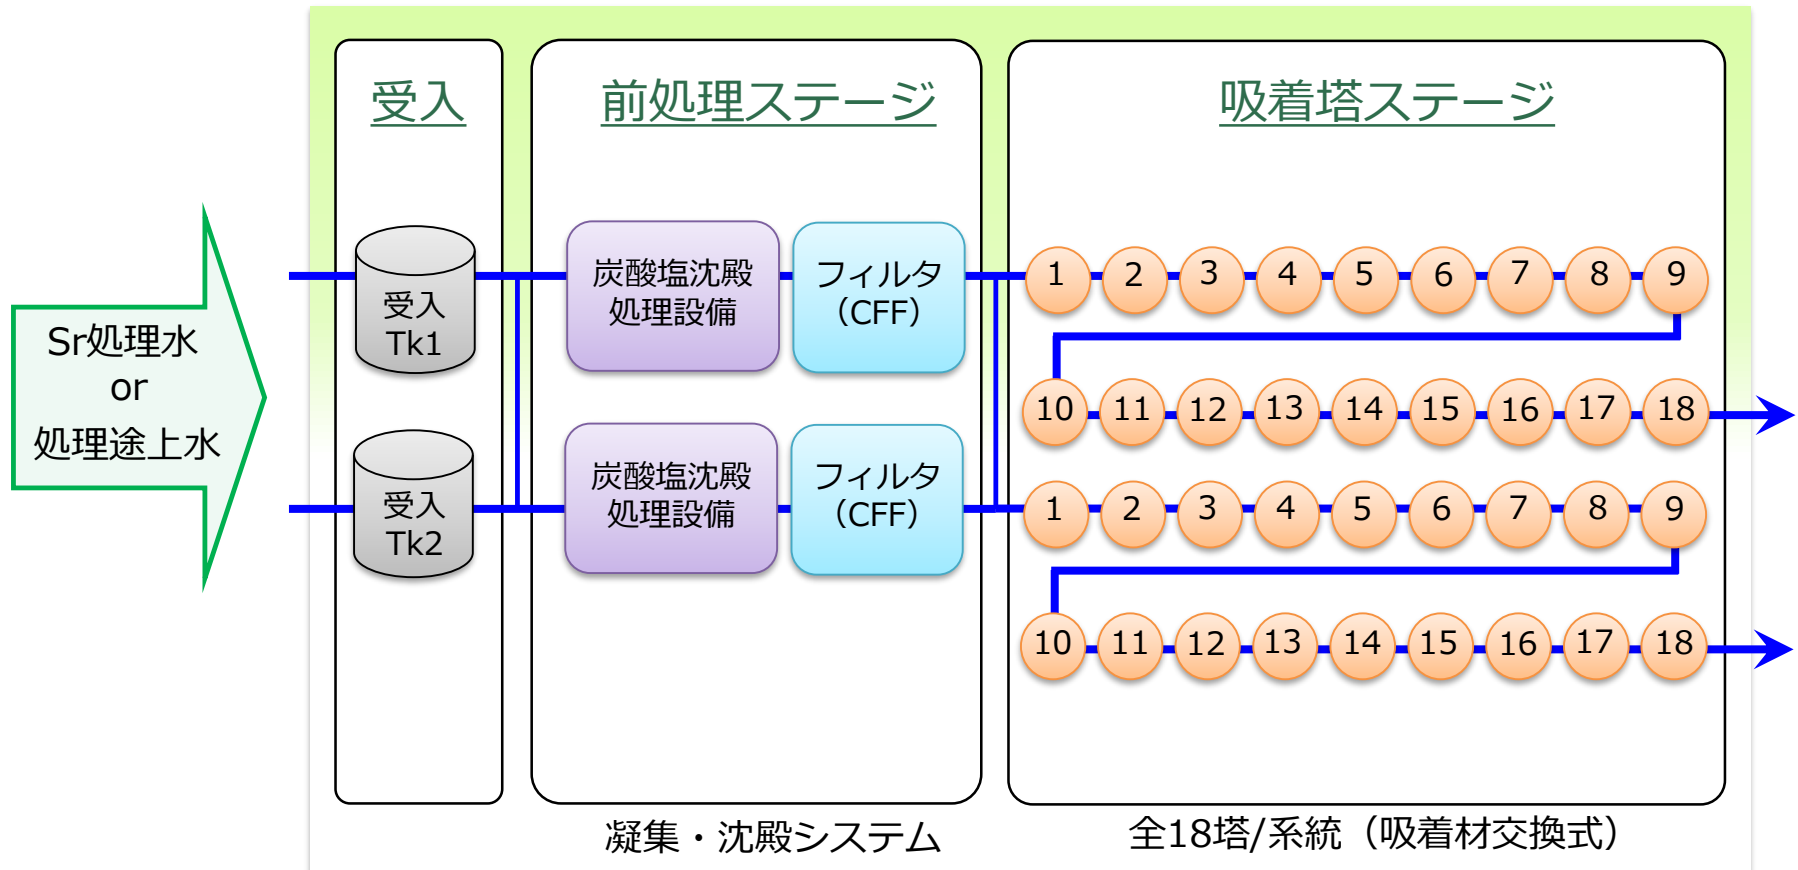 受入
前処理ステージ
吸着塔ステージ
Sr処理水
or
処理途上水
受入
Tk1
炭酸塩沈殿
処理設備
フィルタ
（CFF）
1 2 3 4 5 6 7 8 9
10 11 12 13 14 15 16 17 18
受入
Tk2
炭酸塩沈殿
処理設備
フィルタ
（CFF）
1 2 3 4 5 6 7 8 9
10 11 12 13 14 15 16 17 18
凝集・沈殿システム
全18塔/系統（吸着材交換式）